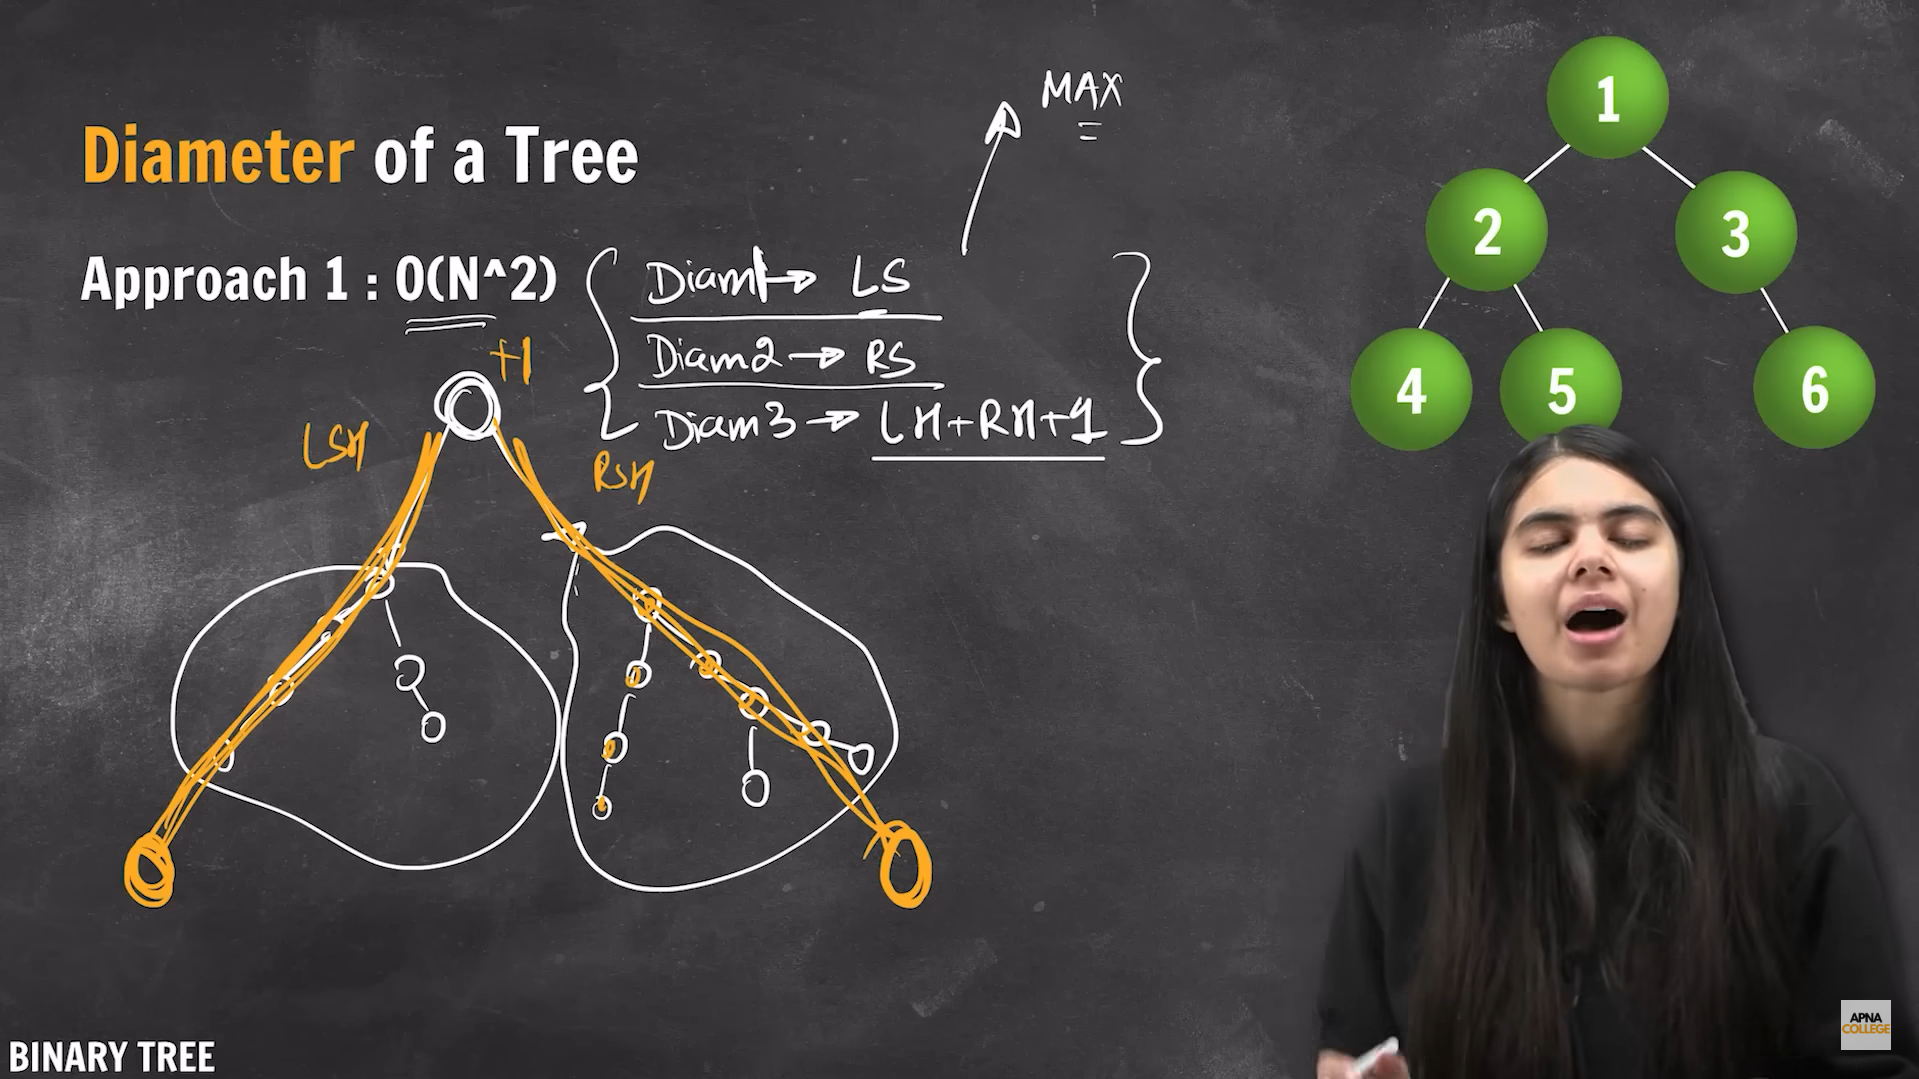 MAX
Diameter of a Tree
Approach 1 : O(N^2)
Diam1 → LS
Diam2 → RS
Diam3 → LH+RH+1
+1
LSH
RSH
1
2
3
4
5
6
BINARY TREE
APNA
COLLEGE